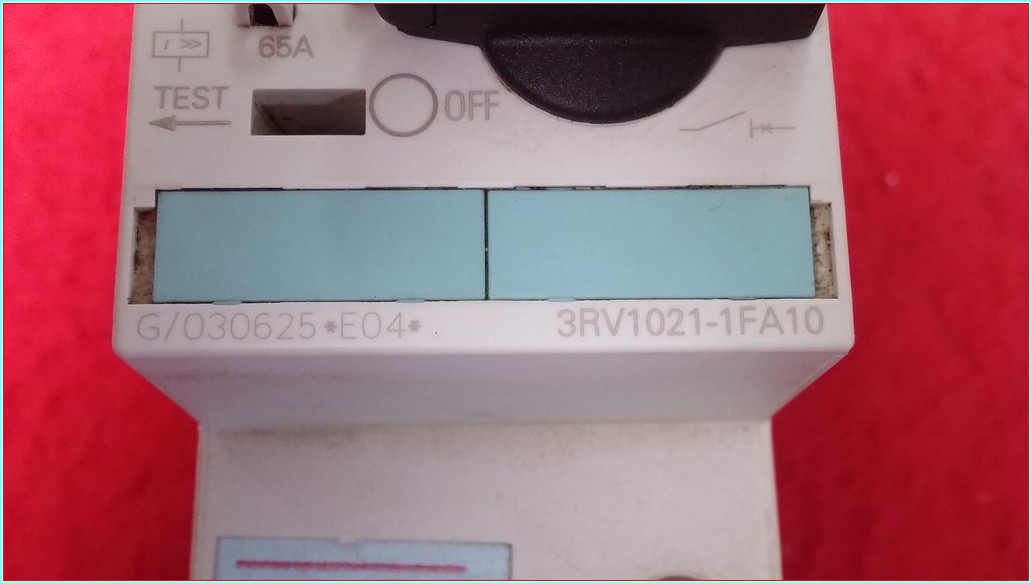 I >>
65A
TEST
OFF
G/030625*E04*
3RV1021-1FA10